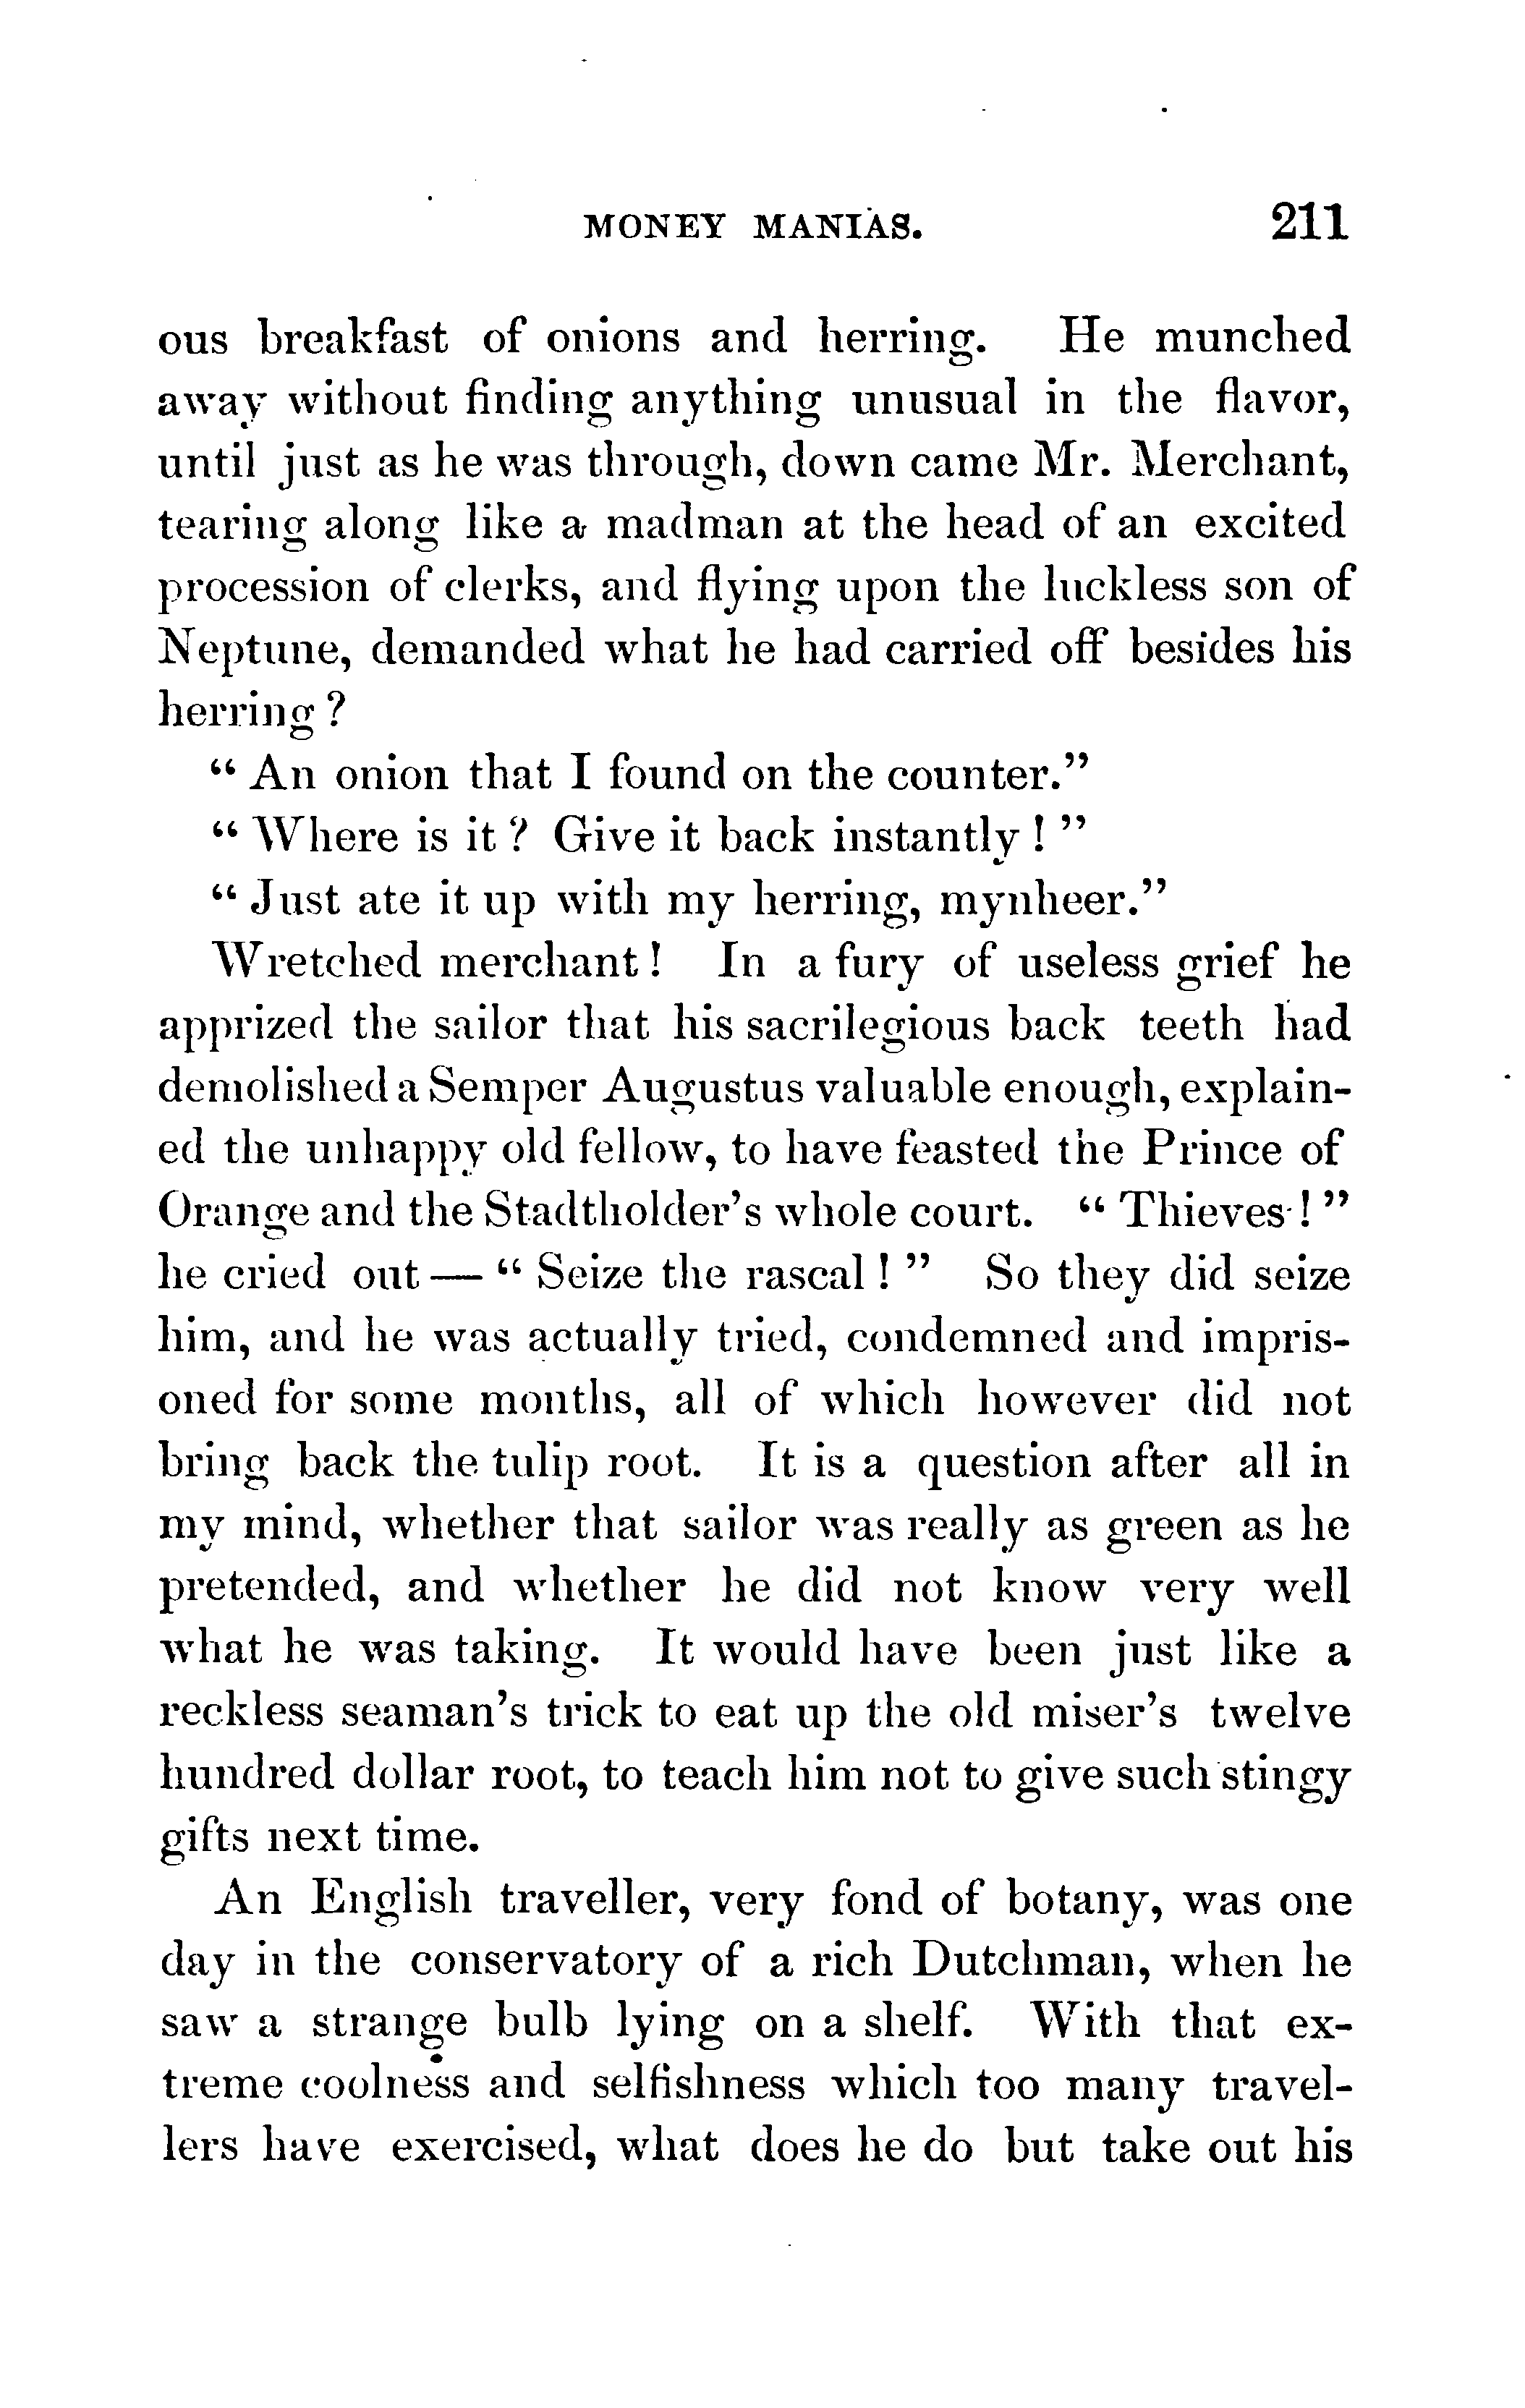 MONEY MANIAS. 211
ous breakfast of onions and herring. He munched
away without finding anything unusual in the flavor,
until just as he was through, down came Mr. Merchant,
tearing along like a madman at the head of an excited
procession of clerks, and flying upon the luckless son of
Neptune, demanded what he had carried off besides his
herring?
“An onion that I found on the counter.”
“Where is it? Give it back instantly!”
“Just ate it up with my herring, mynheer.”
Wretched merchant! In a fury of useless grief he
apprized the sailor that his sacrilegious back teeth had
demolished a Semper Augustus valuable enough, explain-
ed the unhappy old fellow, to have feasted the Prince of
Orange and the Stadtholder’s whole court. “Thieves!”
he cried out—“Seize the rascal!” So they did seize
him, and he was actually tried, condemned and impris-
oned for some months, all of which however did not
bring back the tulip root. It is a question after all in
my mind, whether that sailor was really as green as he
pretended, and whether he did not know very well
what he was taking. It would have been just like a
reckless seaman’s trick to eat up the old miser’s twelve
hundred dollar root, to teach him not to give such stingy
gifts next time.
An English traveller, very fond of botany, was one
day in the conservatory of a rich Dutchman, when he
saw a strange bulb lying on a shelf. With that ex-
treme coolness and selfishness which too many travel-
lers have exercised, what does he do but take out his